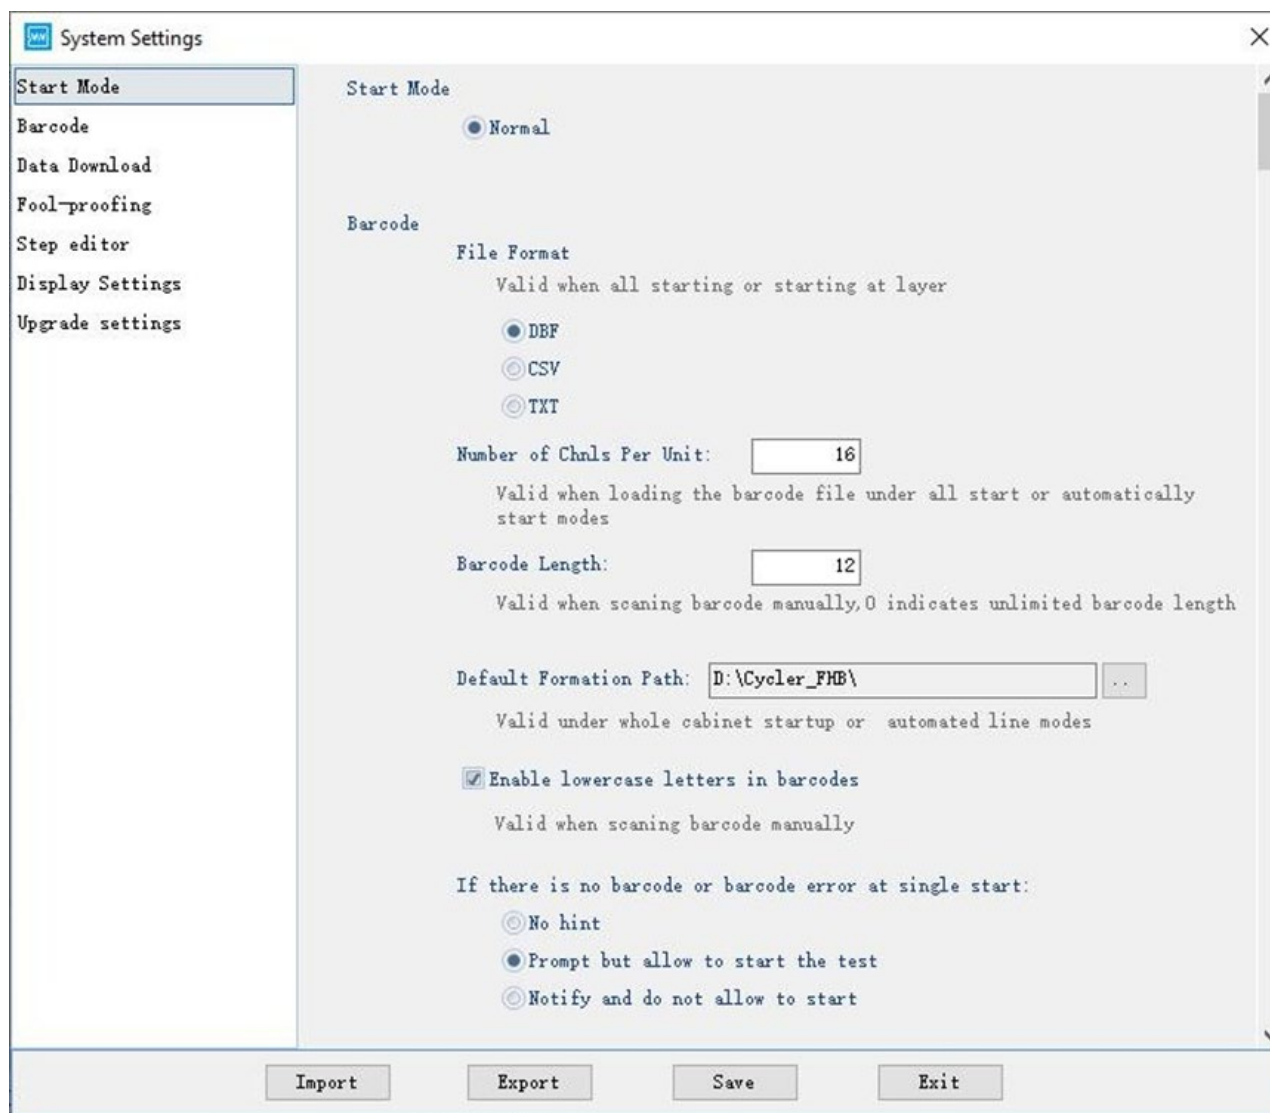 System Settings
Start Mode
Barcode
Data Download
Fool-proofing
Step editor
Display Settings
Upgrade settings
Start Mode
Normal
Barcode
File Format
Valid when all starting or starting at layer
DBF
CSV
TXT
Number of Chnls Per Unit: 16
Valid when loading the barcode file under all start or automatically
start modes
Barcode Length: 12
Valid when scaning barcode manually,0 indicates unlimited barcode length
Default Formation Path: D:\Cycler_FMB\ ..
Valid under whole cabinet startup or automated line modes
Enable lowercase letters in barcodes
Valid when scaning barcode manually
If there is no barcode or barcode error at single start:
No hint
Prompt but allow to start the test
Notify and do not allow to start
Import Export Save Exit